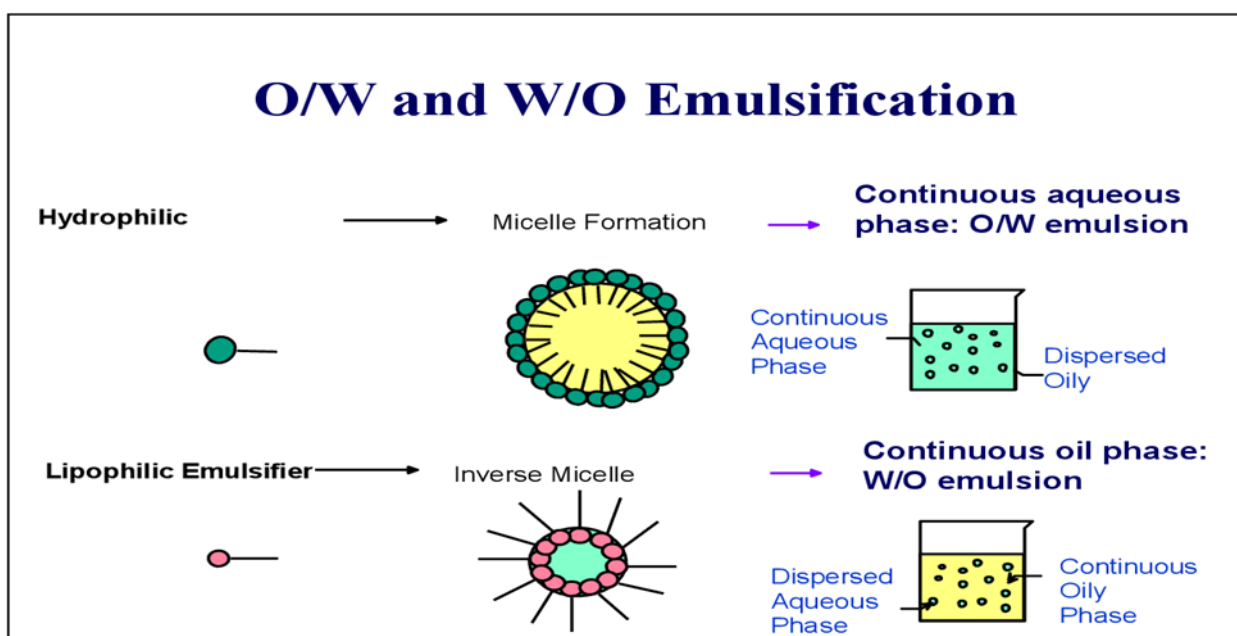 O/W and W/O Emulsification
Hydrophilic
Micelle Formation
Continuous aqueous
phase: O/W emulsion
Continuous
Aqueous
Phase
Dispersed
Oily
Lipophilic Emulsifier
Inverse Micelle
Continuous oil phase:
W/O emulsion
Dispersed
Aqueous
Phase
Continuous
Oily
Phase